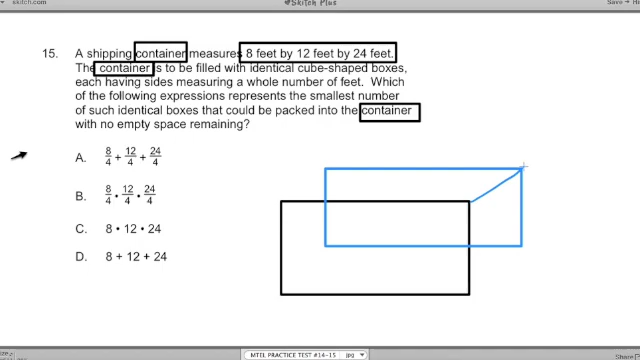 skitch.com
Skitch Plus
Share →
15. A shipping container measures 8 feet by 12 feet by 24 feet.
The container is to be filled with identical cube-shaped boxes,
each having sides measuring a whole number of feet. Which
of the following expressions represents the smallest number
of such identical boxes that could be packed into the container
with no empty space remaining?
A. 8/4 + 12/4 + 24/4
B. 8/4 • 12/4 • 24/4
C. 8 • 12 • 24
D. 8 + 12 + 24
MTEL PRACTICE TEST #14-15 .jpg